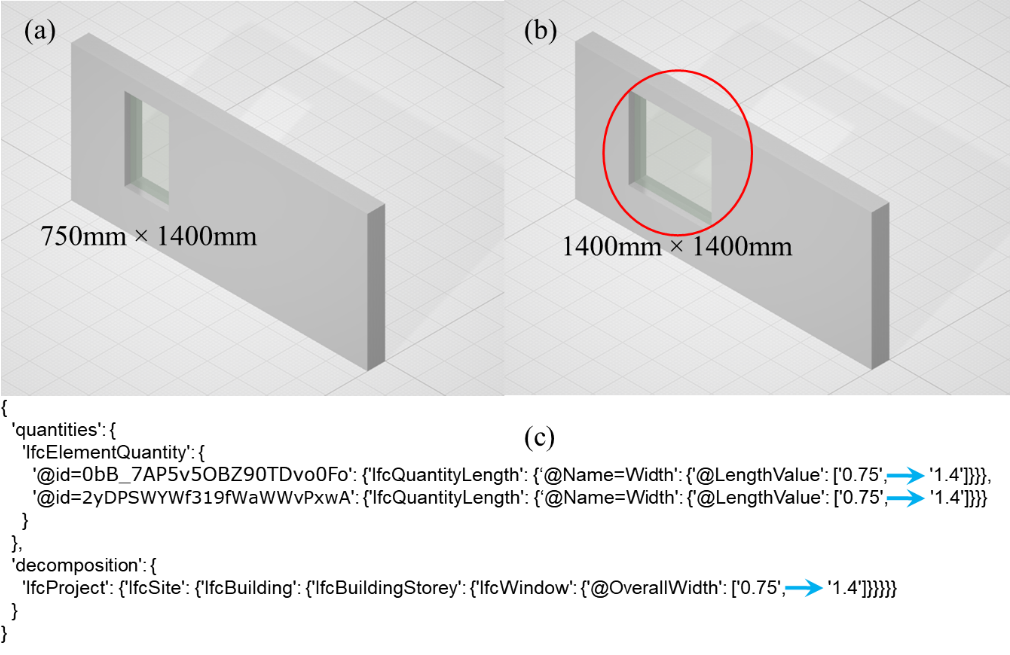 (a)
750mm × 1400mm
(b)
1400mm × 1400mm
(c)
{
'quantities': {
'IfcElementQuantity': {
'@id=0bB_7AP5v5OBZ90TDvo0Fo': {'IfcQuantityLength': {‘@Name=Width': {'@LengthValue': ['0.75', '1.4']}}},
'@id=2yDPSWYWf319fWaWWvPxwA': {'IfcQuantityLength': {‘@Name=Width': {'@LengthValue': ['0.75', '1.4']}}}
}
},
'decomposition': {
'IfcProject': {'IfcSite': {'IfcBuilding': {'IfcBuildingStorey': {'IfcWindow': {'@OverallWidth': ['0.75', '1.4']}}}}}}
}
}